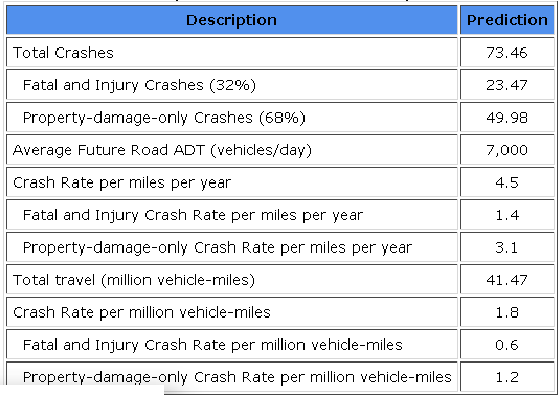 Description Prediction
Total Crashes 73.46
Fatal and Injury Crashes (32%) 23.47
Property-damage-only Crashes (68%) 49.98
Average Future Road ADT (vehicles/day) 7,000
Crash Rate per miles per year 4.5
Fatal and Injury Crash Rate per miles per year 1.4
Property-damage-only Crash Rate per miles per year 3.1
Total travel (million vehicle-miles) 41.47
Crash Rate per million vehicle-miles 1.8
Fatal and Injury Crash Rate per million vehicle-miles 0.6
Property-damage-only Crash Rate per million vehicle-miles 1.2